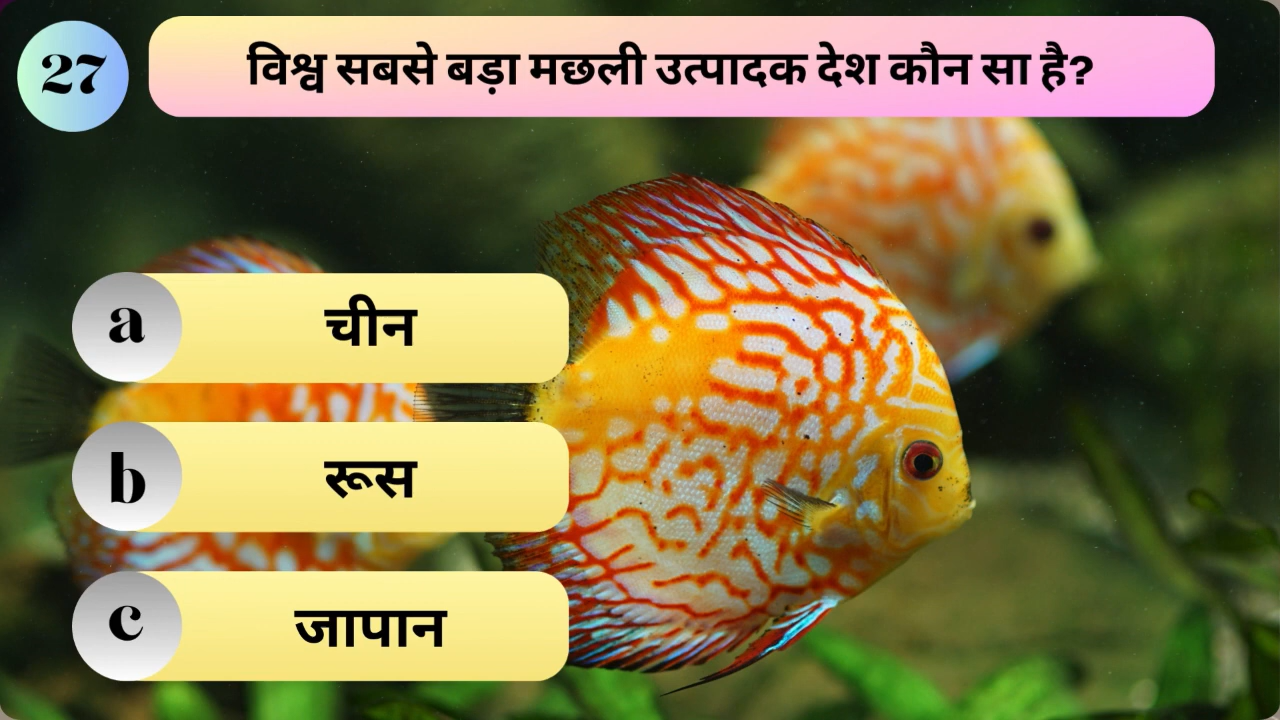 27
विश्व सबसे बड़ा मछली उत्पादक देश कौन सा है?
a चीन
b रूस
c जापान